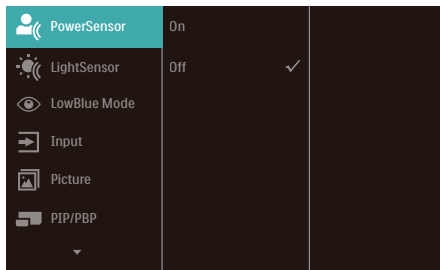 PowerSensor
On
LightSensor
Off
LowBlue Mode
Input
Picture
PIP/PBP